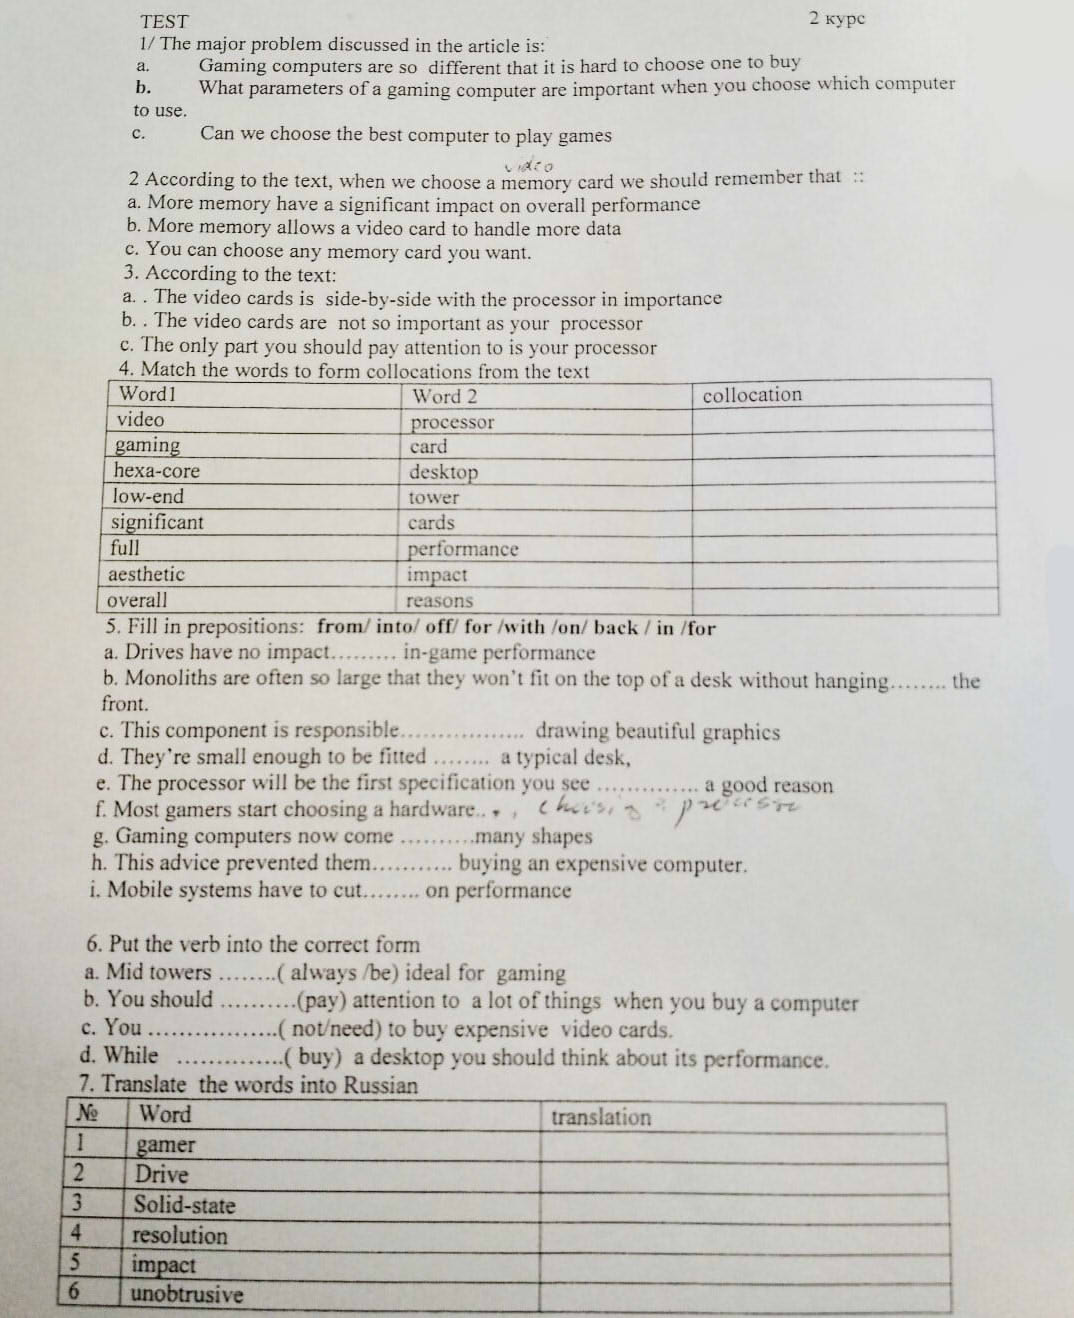 TEST 2 курс
1/ The major problem discussed in the article is:
a. Gaming computers are so different that it is hard to choose one to buy
b. What parameters of a gaming computer are important when you choose which computer
to use.
c. Can we choose the best computer to play games
video
2 According to the text, when we choose a memory card we should remember that ::
a. More memory have a significant impact on overall performance
b. More memory allows a video card to handle more data
c. You can choose any memory card you want.
3. According to the text:
a. . The video cards is side-by-side with the processor in importance
b. . The video cards are not so important as your processor
c. The only part you should pay attention to is your processor
4. Match the words to form collocations from the text
Word1 Word 2 collocation
video processor
gaming card
hexa-core desktop
low-end tower
significant cards
full performance
aesthetic impact
overall reasons
5. Fill in prepositions: from/ into/ off/ for /with /on/ back / in /for
a. Drives have no impact......... in-game performance
b. Monoliths are often so large that they won't fit on the top of a desk without hanging........ the
front.
c. This component is responsible................. drawing beautiful graphics
d. They're small enough to be fitted ........ a typical desk,
e. The processor will be the first specification you see .............. a good reason
f. Most gamers start choosing a hardware..
g. Gaming computers now come ..........many shapes
h. This advice prevented them........... buying an expensive computer.
i. Mobile systems have to cut........ on performance
6. Put the verb into the correct form
a. Mid towers ........( always /be) ideal for gaming
b. You should ..........(pay) attention to a lot of things when you buy a computer
c. You .................( not/need) to buy expensive video cards.
d. While ..............( buy) a desktop you should think about its performance.
7. Translate the words into Russian
№ Word translation
1 gamer
2 Drive
3 Solid-state
4 resolution
5 impact
6 unobtrusive